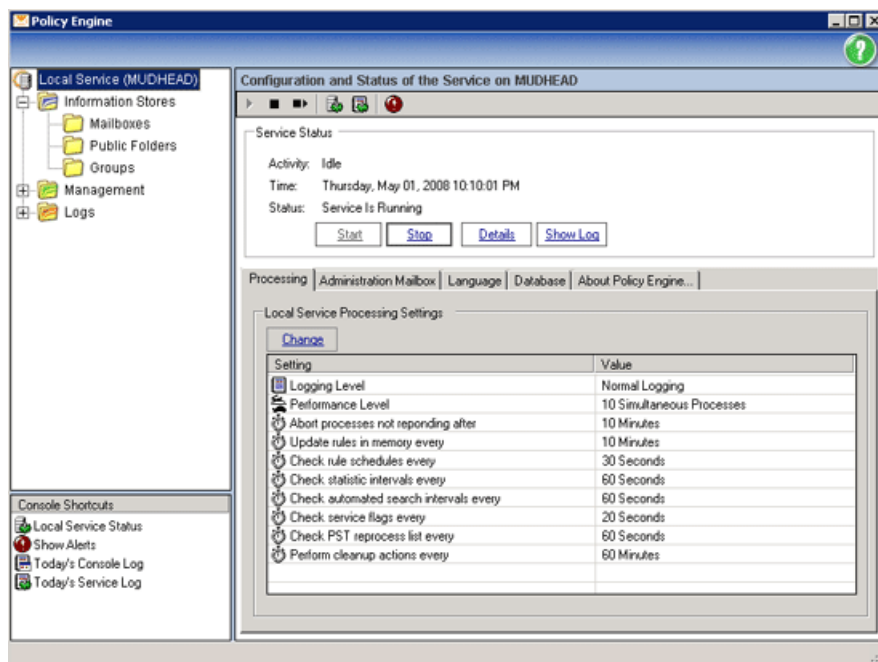 Policy Engine
Local Service (MUDHEAD)
Information Stores
Mailboxes
Public Folders
Groups
Management
Logs
Console Shortcuts
Local Service Status
Show Alerts
Today's Console Log
Today's Service Log
Configuration and Status of the Service on MUDHEAD
Service Status
Activity: Idle
Time: Thursday, May 01, 2008 10:10:01 PM
Status: Service Is Running
Start Stop Details Show Log
Processing Administration Mailbox Language Database About Policy Engine...
Local Service Processing Settings
Change
Setting Value
Logging Level Normal Logging
Performance Level 10 Simultaneous Processes
Abort processes not reponding after 10 Minutes
Update rules in memory every 10 Minutes
Check rule schedules every 30 Seconds
Check statistic intervals every 60 Seconds
Check automated search intervals every 60 Seconds
Check service flags every 20 Seconds
Check PST reprocess list every 60 Seconds
Perform cleanup actions every 60 Minutes